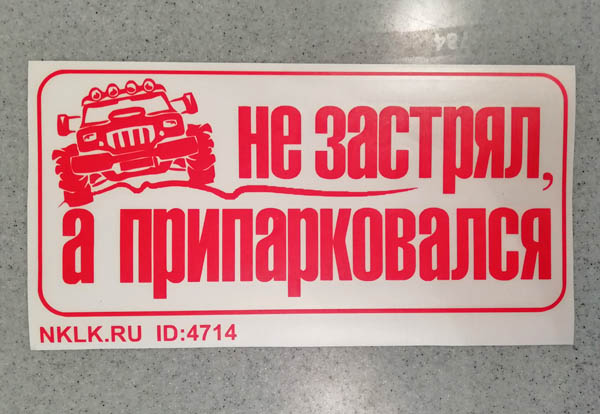 не застрял,
а припарковался
NKLK.RU ID:4714